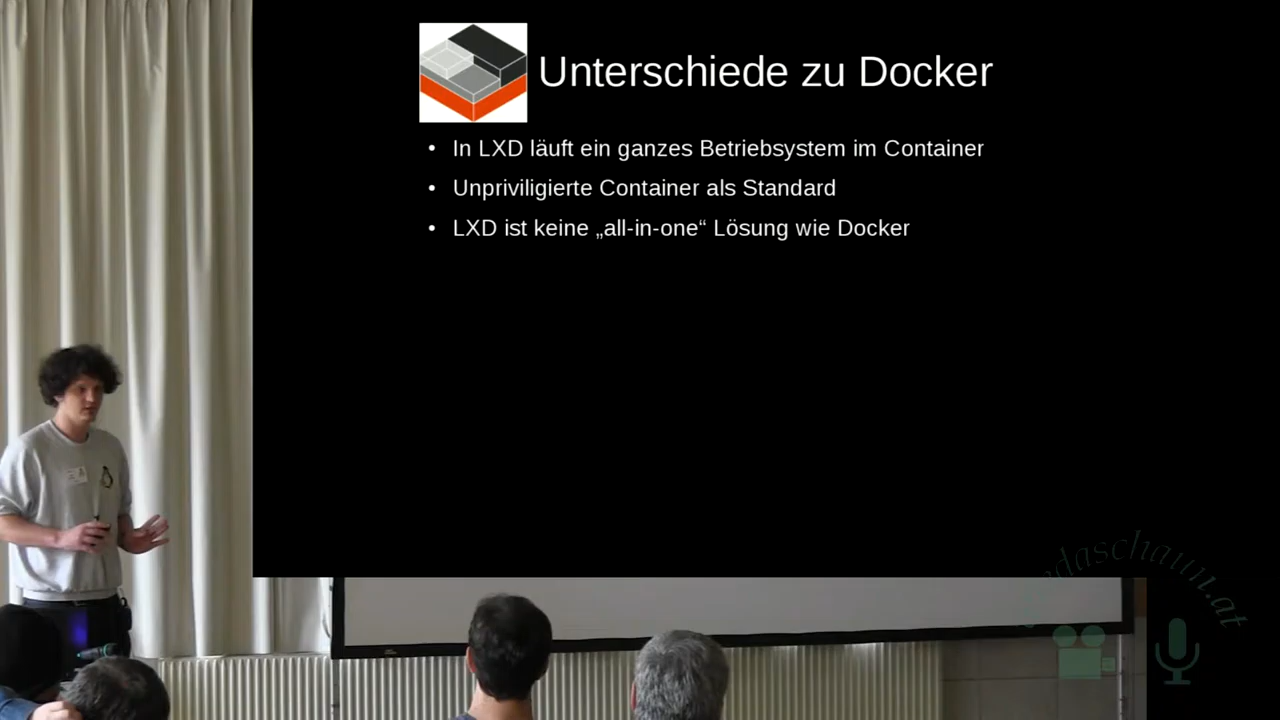 Unterschiede zu Docker
• In LXD läuft ein ganzes Betriebsystem im Container
• Unpriviligierte Container als Standard
• LXD ist keine „all-in-one“ Lösung wie Docker